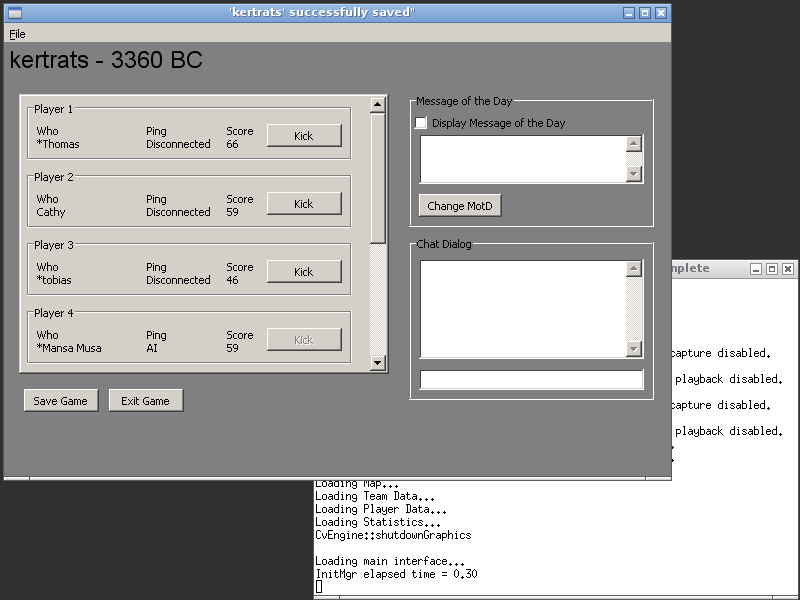 'kertrats' successfully saved"
File
kertrats - 3360 BC
Player 1
Who Ping Score
*Thomas Disconnected 66
Kick
Player 2
Who Ping Score
Cathy Disconnected 59
Kick
Player 3
Who Ping Score
*tobias Disconnected 46
Kick
Player 4
Who Ping Score
*Mansa Musa AI 59
Kick
Save Game Exit Game
Message of the Day
Display Message of the Day
Change MotD
Chat Dialog
capture disabled.
playback disabled.
capture disabled.
playback disabled.
Loading Map...
Loading Team Data...
Loading Player Data...
Loading Statistics...
CvEngine::shutdownGraphics
Loading main interface...
InitMgr elapsed time = 0.30